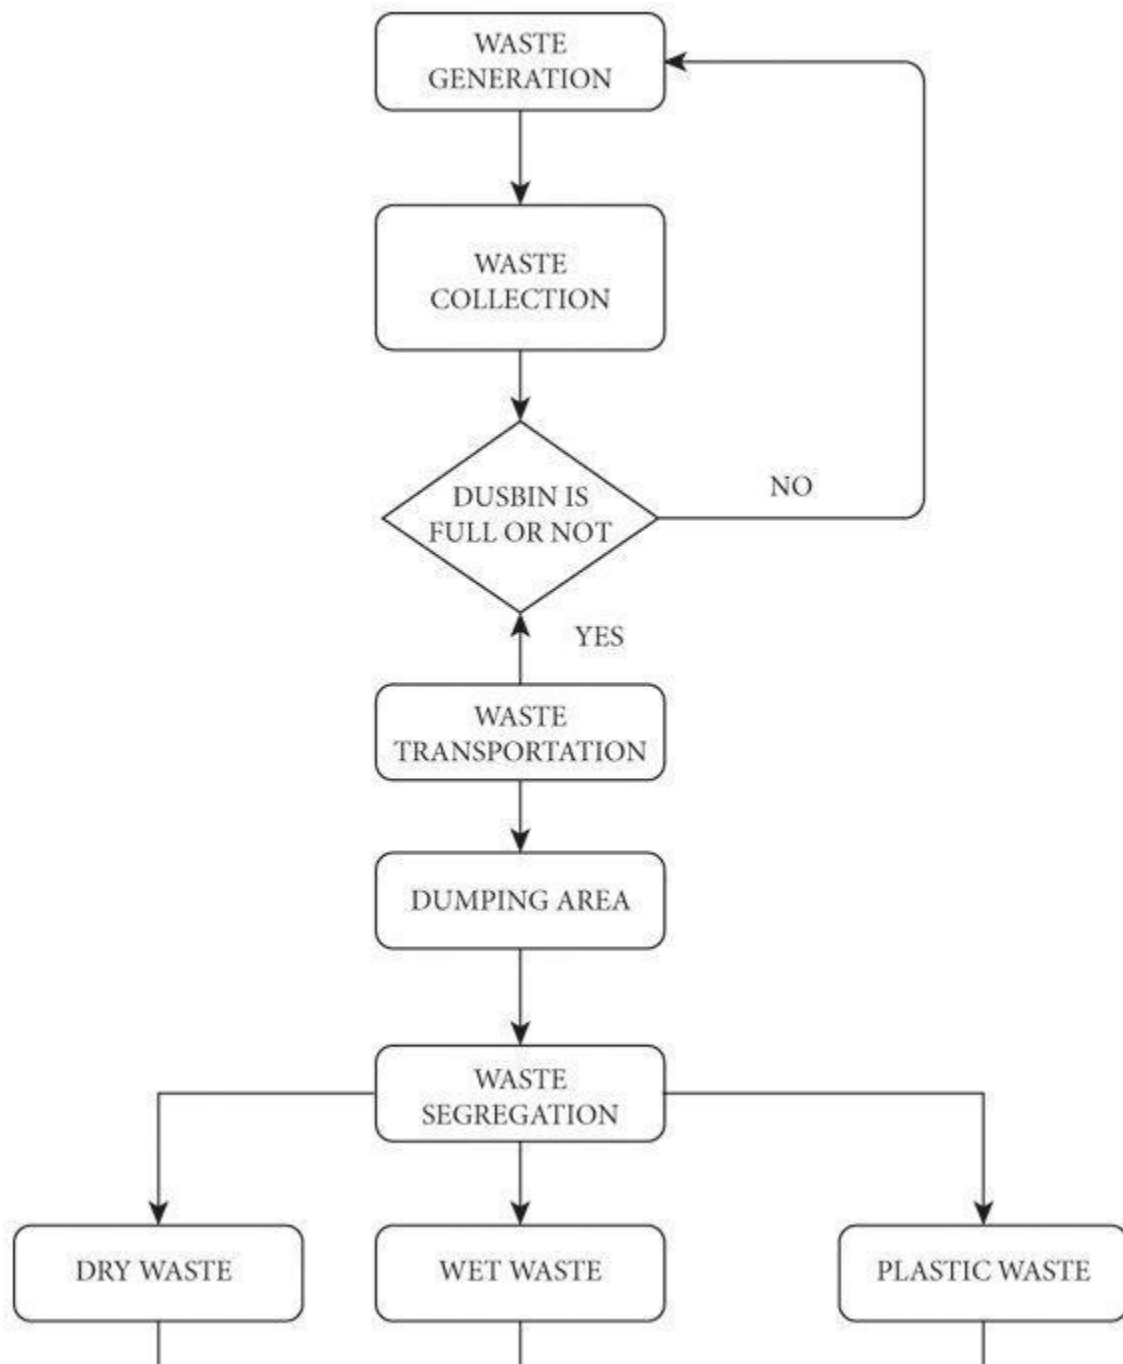 WASTE
GENERATION
WASTE
COLLECTION
DUSBIN IS
FULL OR NOT
NO
YES
WASTE
TRANSPORTATION
DUMPING AREA
WASTE
SEGREGATION
DRY WASTE
WET WASTE
PLASTIC WASTE